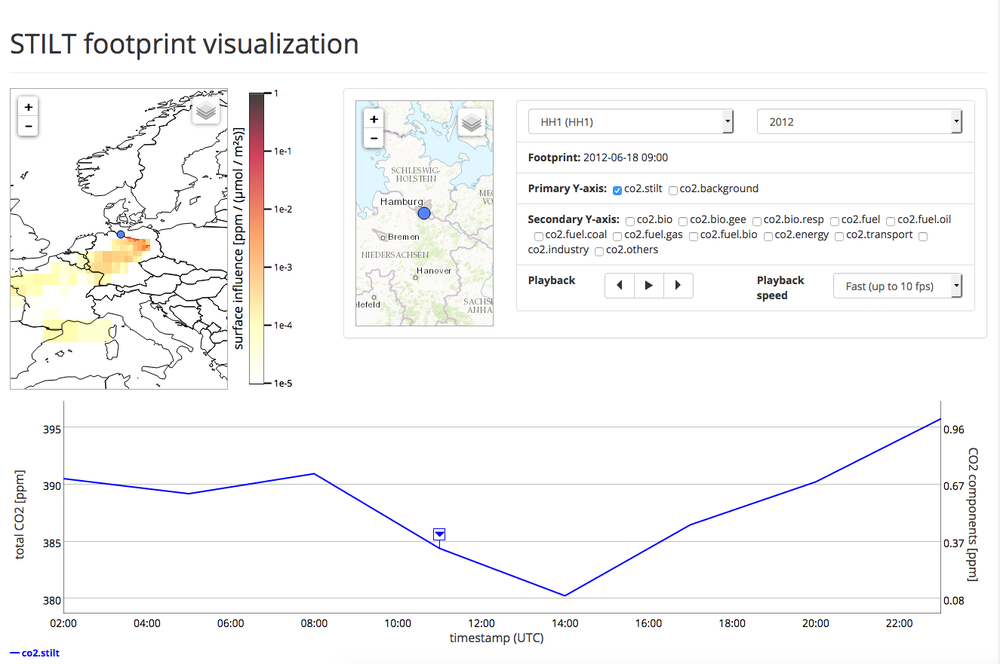 STILT footprint visualization
+
−
1
1e-1
1e-2
1e-3
1e-4
1e-5
surface influence [ppm / (μmol / m²s)]
+
−
SCHLESWIG-
HOLSTEIN
Hamburg
MEC
VO
Bremen
NIEDERSACHSEN
Hanover
elefeld
SACHSE
ANHA
HH1 (HH1)
2012
Footprint: 2012-06-18 09:00
Primary Y-axis: co2.stilt co2.background
Secondary Y-axis: co2.bio co2.bio.gee co2.bio.resp co2.fuel co2.fuel.oil
co2.fuel.coal co2.fuel.gas co2.fuel.bio co2.energy co2.transport
co2.industry co2.others
Playback
Playback
speed
Fast (up to 10 fps)
total CO2 [ppm]
395
390
385
380
0.96
0.67
0.37
0.08
CO2 components [ppm]
02:00 04:00 06:00 08:00 10:00 12:00 14:00 16:00 18:00 20:00 22:00
timestamp (UTC)
co2.stilt